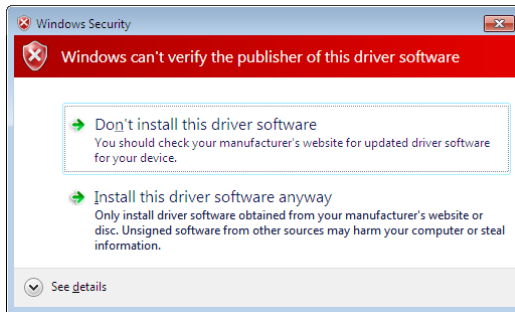 Windows Security
Windows can't verify the publisher of this driver software
Don't install this driver software
You should check your manufacturer's website for updated driver software
for your device.
Install this driver software anyway
Only install driver software obtained from your manufacturer's website or
disc. Unsigned software from other sources may harm your computer or steal
information.
See details